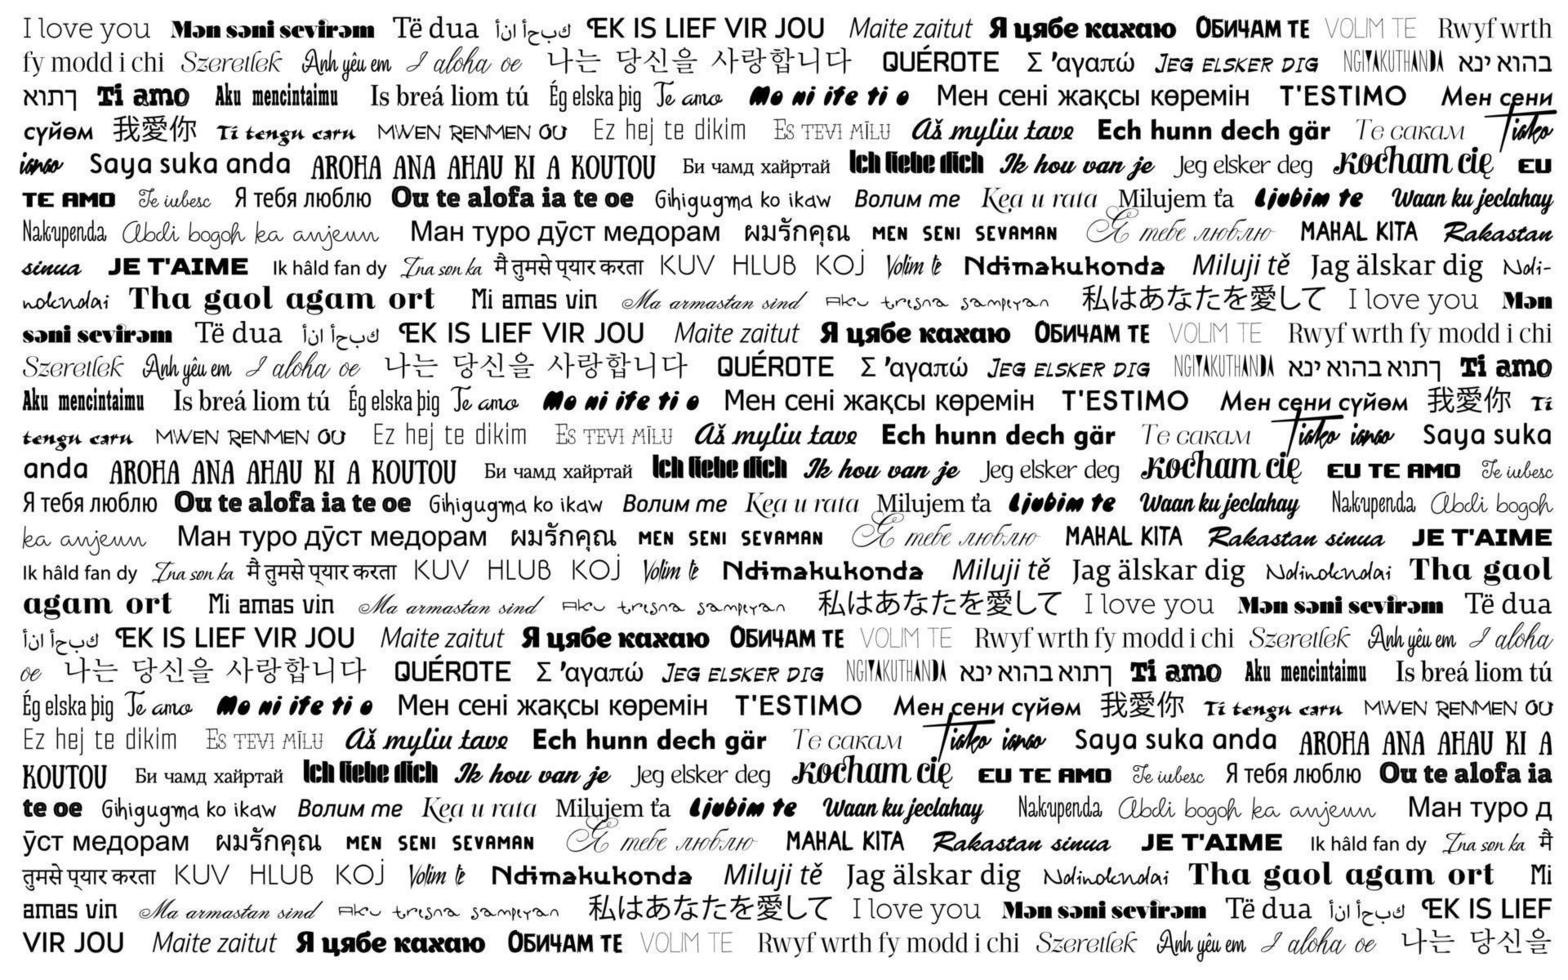 I love you Mən səni sevirəm Të dua أنا أحبك EK IS LIEF VIR JOU Maite zaitut Я цябе кахаю Обичам те VOLIM TE Rwyf wrth
fy modd i chi Szeretlek Anh yêu em I aloha oe 나는 당신을 사랑합니다 QUÉROTE Σ 'αγαπώ JEG ELSKER DIG NGIYAKUTHANDA אני אוהב
אותך Ti amo Aku mencintaimu Is breá liom tú Ég elska þig Te amo Mo ni ife ti o Мен сені жақсы көремін T'ESTIMO Мен сени
сүйөм 我愛你 Ti tengu caru MWEN RENMEN OU Ez hej te dikim Es TEVI MĪLU Aš myliu tave Ech hunn dech gär Те сакам Tiako
ianao Saya suka anda AROHA ANA AHAU KI A KOUTOU Би чамд хайртай Ich liebe dich Ik hou van je Jeg elsker deg Kocham cię EU
TE AMO Te iubesc Я тебя люблю Ou te alofa ia te oe Gihigugma ko ikaw Волим те Kea u rata Milujem ťa Ljubim te Waan ku jeclahay
Nakupenda Abdi bogoh ka anjeun Ман туро дӯст медорам ผมรักคุณ MEN SENI SEVAMAN Я тебе люблю MAHAL KITA Rakastan
sinua JE T'AIME Ik hâld fan dy Ina son ka मैं तुमसे प्यार करता KUV HLUB KOJ Volim te Ndimakukonda Miluji tě Jag älskar dig Ndi-
nokndai Tha gaol agam ort Mi amas vin Ma armastan sind Aku tresna sampeyan 私はあなたを愛して I love you Mən
səni sevirəm Të dua أنا أحبك EK IS LIEF VIR JOU Maite zaitut Я цябе кахаю Обичам те VOLIM TE Rwyf wrth fy modd i chi
Szeretlek Anh yêu em I aloha oe 나는 당신을 사랑합니다 QUÉROTE Σ 'αγαπώ JEG ELSKER DIG NGIYAKUTHANDA אני אוהב אותך Ti amo
Aku mencintaimu Is breá liom tú Ég elska þig Te amo Mo ni ife ti o Мен сені жақсы көремін T'ESTIMO Мен сени сүйөм 我愛你 Ti
tengu caru MWEN RENMEN OU Ez hej te dikim Es TEVI MĪLU Aš myliu tave Ech hunn dech gär Те сакам Tiako ianao Saya suka
anda AROHA ANA AHAU KI A KOUTOU Би чамд хайртай Ich liebe dich Ik hou van je Jeg elsker deg Kocham cię EU TE AMO Te iubesc
Я тебя люблю Ou te alofa ia te oe Gihigugma ko ikaw Волим те Kea u rata Milujem ťa Ljubim te Waan ku jeclahay Nakupenda Abdi bogoh
ka anjeun Ман туро дӯст медорам ผมรักคุณ MEN SENI SEVAMAN Я тебе люблю MAHAL KITA Rakastan sinua JE T'AIME
Ik hâld fan dy Ina son ka मैं तुमसे प्यार करता KUV HLUB KOJ Volim te Ndimakukonda Miluji tě Jag älskar dig Ndinokndai Tha gaol
agam ort Mi amas vin Ma armastan sind Aku tresna sampeyan 私はあなたを愛して I love you Mən səni sevirəm Të dua
أنا أحبك EK IS LIEF VIR JOU Maite zaitut Я цябе кахаю Обичам те VOLIM TE Rwyf wrth fy modd i chi Szeretlek Anh yêu em I aloha
oe 나는 당신을 사랑합니다 QUÉROTE Σ 'αγαπώ JEG ELSKER DIG NGIYAKUTHANDA אני אוהב אותך Ti amo Aku mencintaimu Is breá liom tú
Ég elska þig Te amo Mo ni ife ti o Мен сені жақсы көремін T'ESTIMO Мен сени сүйөм 我愛你 Ti tengu caru MWEN RENMEN OU
Ez hej te dikim Es TEVI MĪLU Aš myliu tave Ech hunn dech gär Те сакам Tiako ianao Saya suka anda AROHA ANA AHAU KI A
KOUTOU Би чамд хайртай Ich liebe dich Ik hou van je Jeg elsker deg Kocham cię EU TE AMO Te iubesc Я тебя люблю Ou te alofa ia
te oe Gihigugma ko ikaw Волим те Kea u rata Milujem ťa Ljubim te Waan ku jeclahay Nakupenda Abdi bogoh ka anjeun Ман туро д
ӯст медорам ผมรักคุณ MEN SENI SEVAMAN Я тебе люблю MAHAL KITA Rakastan sinua JE T'AIME Ik hâld fan dy Ina son ka मैं
तुमसे प्यार करता KUV HLUB KOJ Volim te Ndimakukonda Miluji tě Jag älskar dig Ndinokndai Tha gaol agam ort Mi
amas vin Ma armastan sind Aku tresna sampeyan 私はあなたを愛して I love you Mən səni sevirəm Të dua أنا أحبك EK IS LIEF
VIR JOU Maite zaitut Я цябе кахаю Обичам те VOLIM TE Rwyf wrth fy modd i chi Szeretlek Anh yêu em I aloha oe 나는 당신을